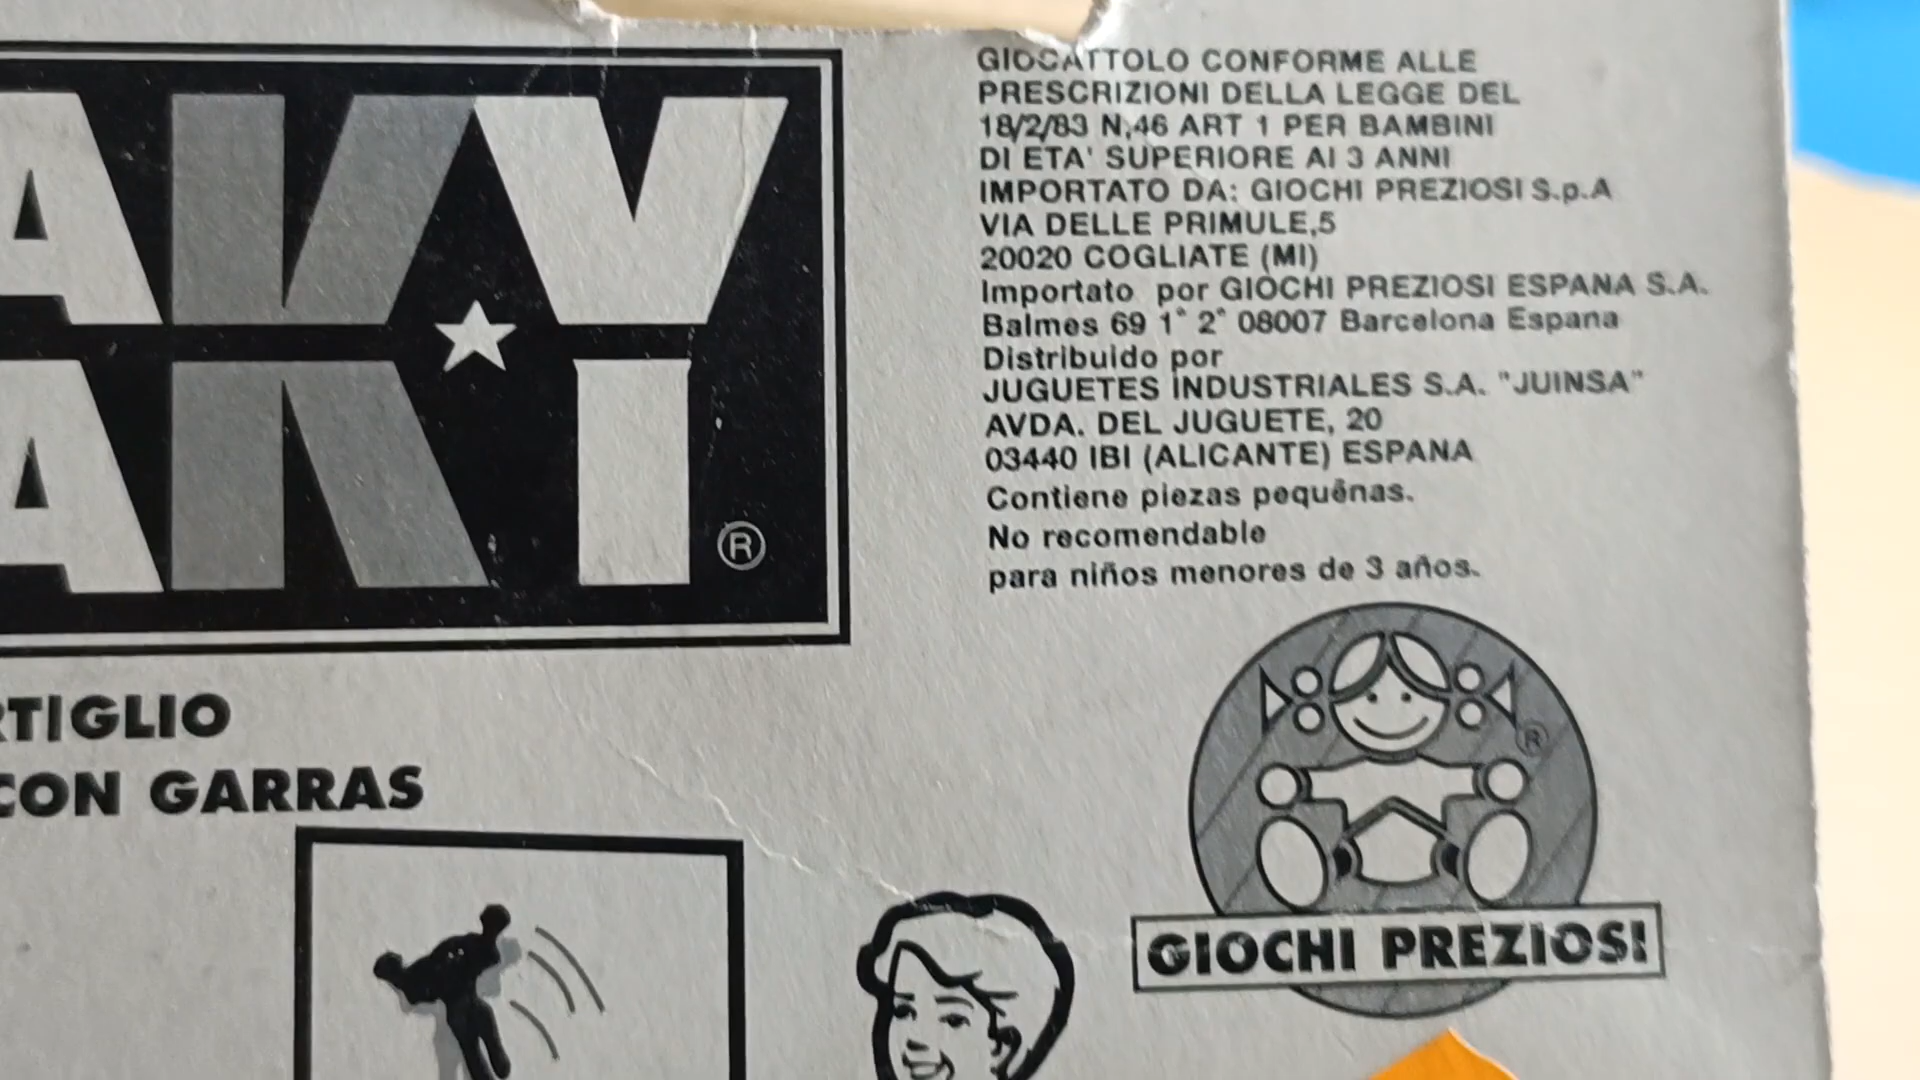 AKY
AKI
®
GIOCATTOLO CONFORME ALLE
PRESCRIZIONI DELLA LEGGE DEL
18/2/83 N,46 ART 1 PER BAMBINI
DI ETA' SUPERIORE AI 3 ANNI
IMPORTATO DA: GIOCHI PREZIOSI S.p.A
VIA DELLE PRIMULE,5
20020 COGLIATE (MI)
Importato por GIOCHI PREZIOSI ESPANA S.A.
Balmes 69 1° 2° 08007 Barcelona Espana
Distribuido por
JUGUETES INDUSTRIALES S.A. "JUINSA"
AVDA. DEL JUGUETE, 20
03440 IBI (ALICANTE) ESPANA
Contiene piezas pequênas.
No recomendable
para niños menores de 3 años.
RTIGLIO
CON GARRAS
®
GIOCHI PREZIOSI